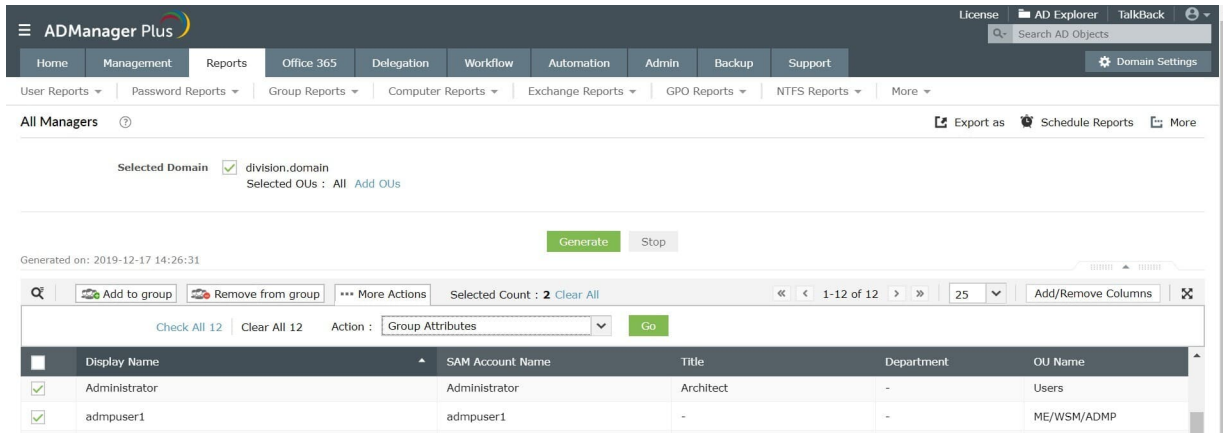 License AD Explorer TalkBack
ADManager Plus
Search AD Objects
Home Management Reports Office 365 Delegation Workflow Automation Admin Backup Support Domain Settings
User Reports Password Reports Group Reports Computer Reports Exchange Reports GPO Reports NTFS Reports More
All Managers ? Export as Schedule Reports More
Selected Domain division.domain
Selected OUs : All Add OUs
Generate Stop
Generated on: 2019-12-17 14:26:31
Add to group Remove from group ••• More Actions Selected Count : 2 Clear All « < 1-12 of 12 > » 25 Add/Remove Columns
Check All 12 Clear All 12 Action : Group Attributes Go
Display Name SAM Account Name Title Department OU Name
Administrator Administrator Architect - Users
admpuser1 admpuser1 - - ME/WSM/ADMP